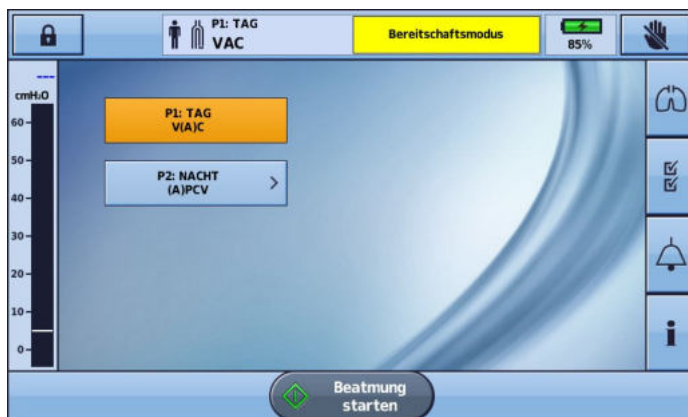 P1: TAG
VAC
Bereitschaftsmodus
85%
---
cmH₂O
60
50
40
30
20
10
0
P1: TAG
V(A)C
P2: NACHT
(A)PCV
i
Beatmung
starten